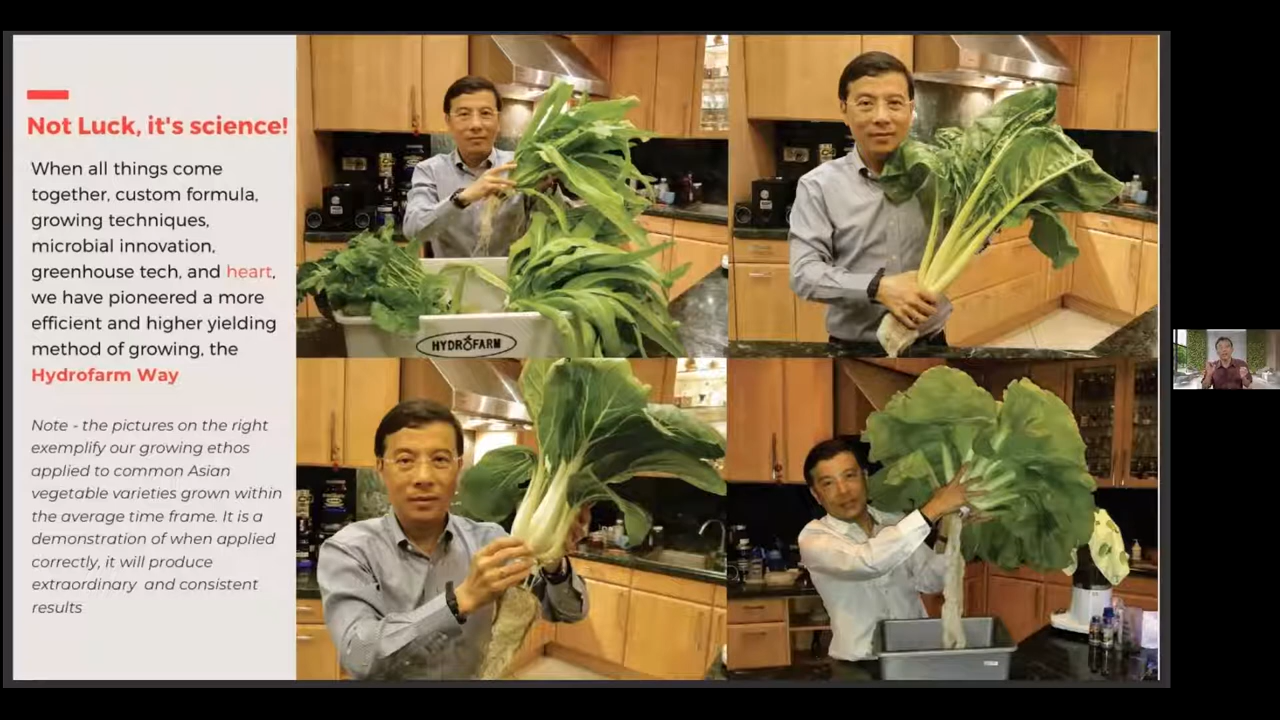 Not Luck, it's science!
When all things come
together, custom formula,
growing techniques,
microbial innovation,
greenhouse tech, and heart,
we have pioneered a more
efficient and higher yielding
method of growing, the
Hydrofarm Way
Note - the pictures on the right
exemplify our growing ethos
applied to common Asian
vegetable varieties grown within
the average time frame. It is a
demonstration of when applied
correctly, it will produce
extraordinary and consistent
results
HYDROFARM